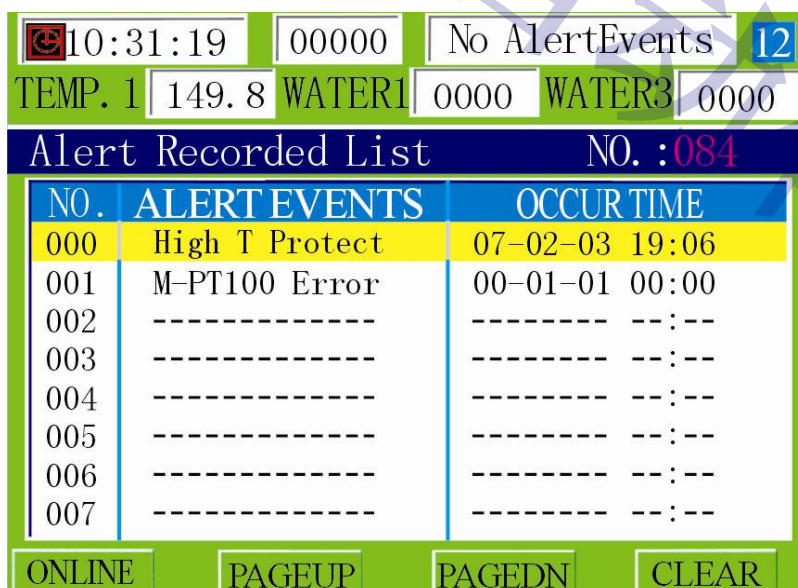 10:31:19 00000 No AlertEvents 12
TEMP. 1 149.8 WATER1 0000 WATER3 0000
Alert Recorded List NO. :084
NO. ALERT EVENTS OCCUR TIME
000 High T Protect 07-02-03 19:06
001 M-PT100 Error 00-01-01 00:00
002 ------------- -------- --:--
003 ------------- -------- --:--
004 ------------- -------- --:--
005 ------------- -------- --:--
006 ------------- -------- --:--
007 ------------- -------- --:--
ONLINE PAGEUP PAGEDN CLEAR